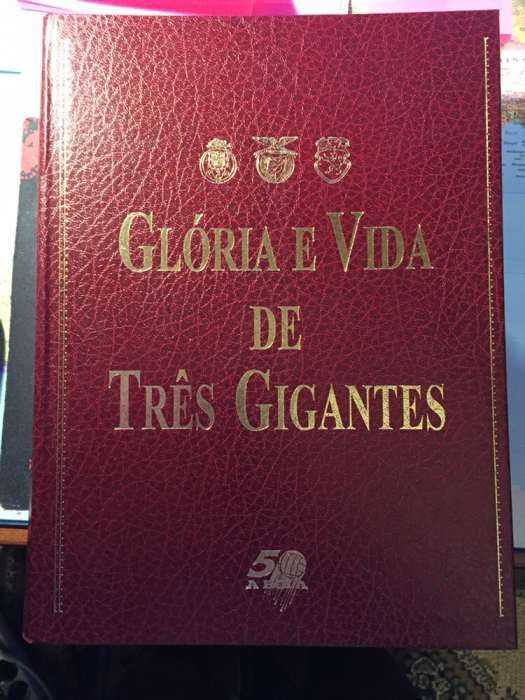 GLÓRIA E VIDA
DE
TRÊS GIGANTES
50
A BOLA